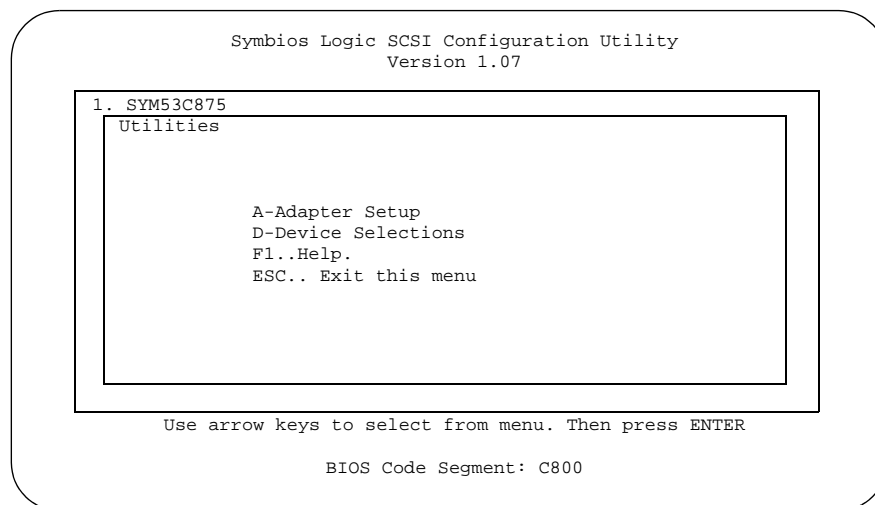 Symbios Logic SCSI Configuration Utility
Version 1.07
1. SYM53C875
Utilities
A-Adapter Setup
D-Device Selections
F1..Help.
ESC.. Exit this menu
Use arrow keys to select from menu. Then press ENTER
BIOS Code Segment: C800